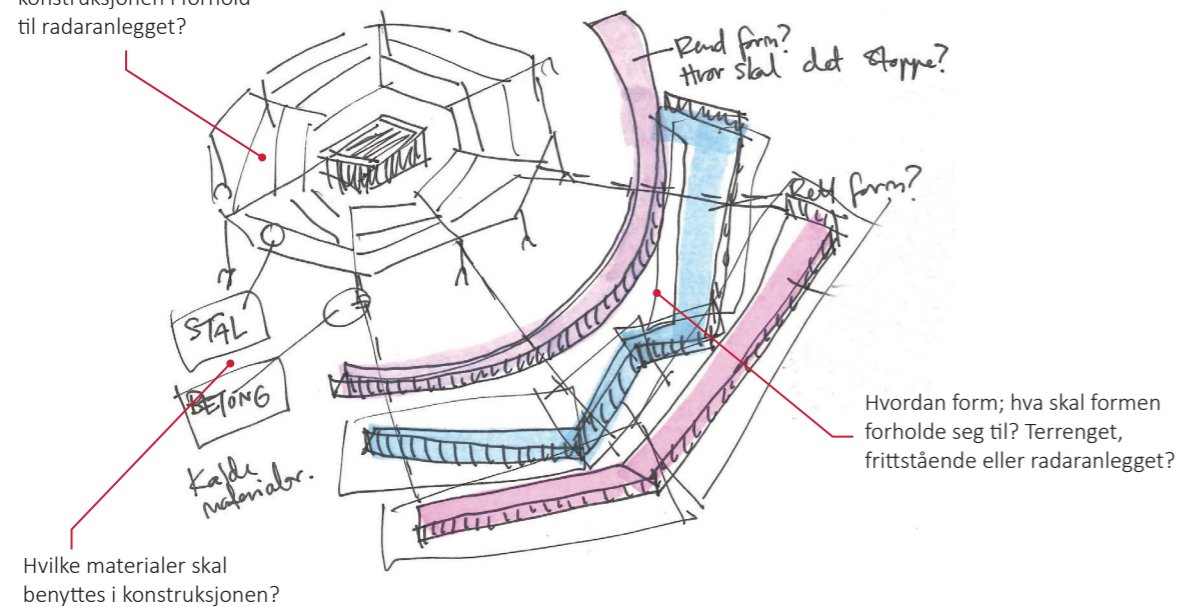 konstruksjonen i forhold
til radaranlegget?
Rund form?
Hvor skal det stoppe?
Rett form?
STÅL
BETONG
Kalde
materialer.
Hvordan form; hva skal formen
forholde seg til? Terrenget,
frittstående eller radaranlegget?
Hvilke materialer skal
benyttes i konstruksjonen?